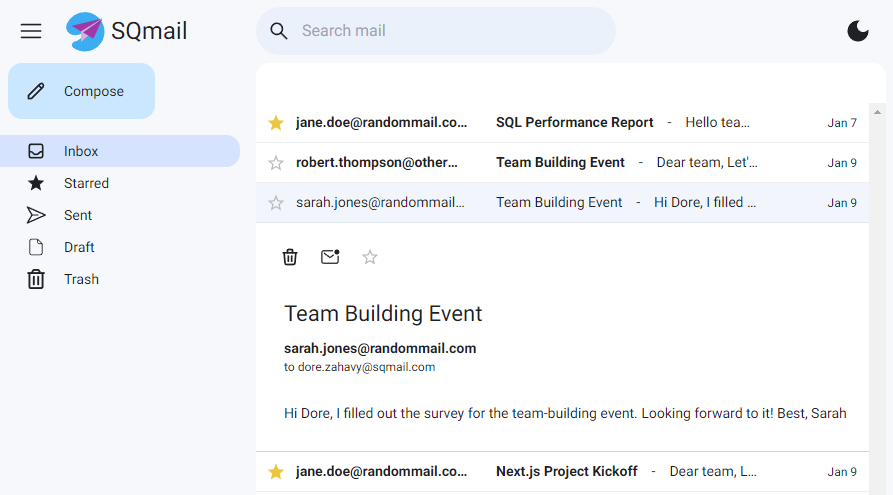 SQmail
Search mail
Compose
Inbox
Starred
Sent
Draft
Trash
jane.doe@randommail.co... SQL Performance Report - Hello tea... Jan 7
robert.thompson@other... Team Building Event - Dear team, Let'... Jan 9
sarah.jones@randommail... Team Building Event - Hi Dore, I filled ... Jan 9
Team Building Event
sarah.jones@randommail.com
to dore.zahavy@sqmail.com
Hi Dore, I filled out the survey for the team-building event. Looking forward to it! Best, Sarah
jane.doe@randommail.co... Next.js Project Kickoff - Dear team, L... Jan 9